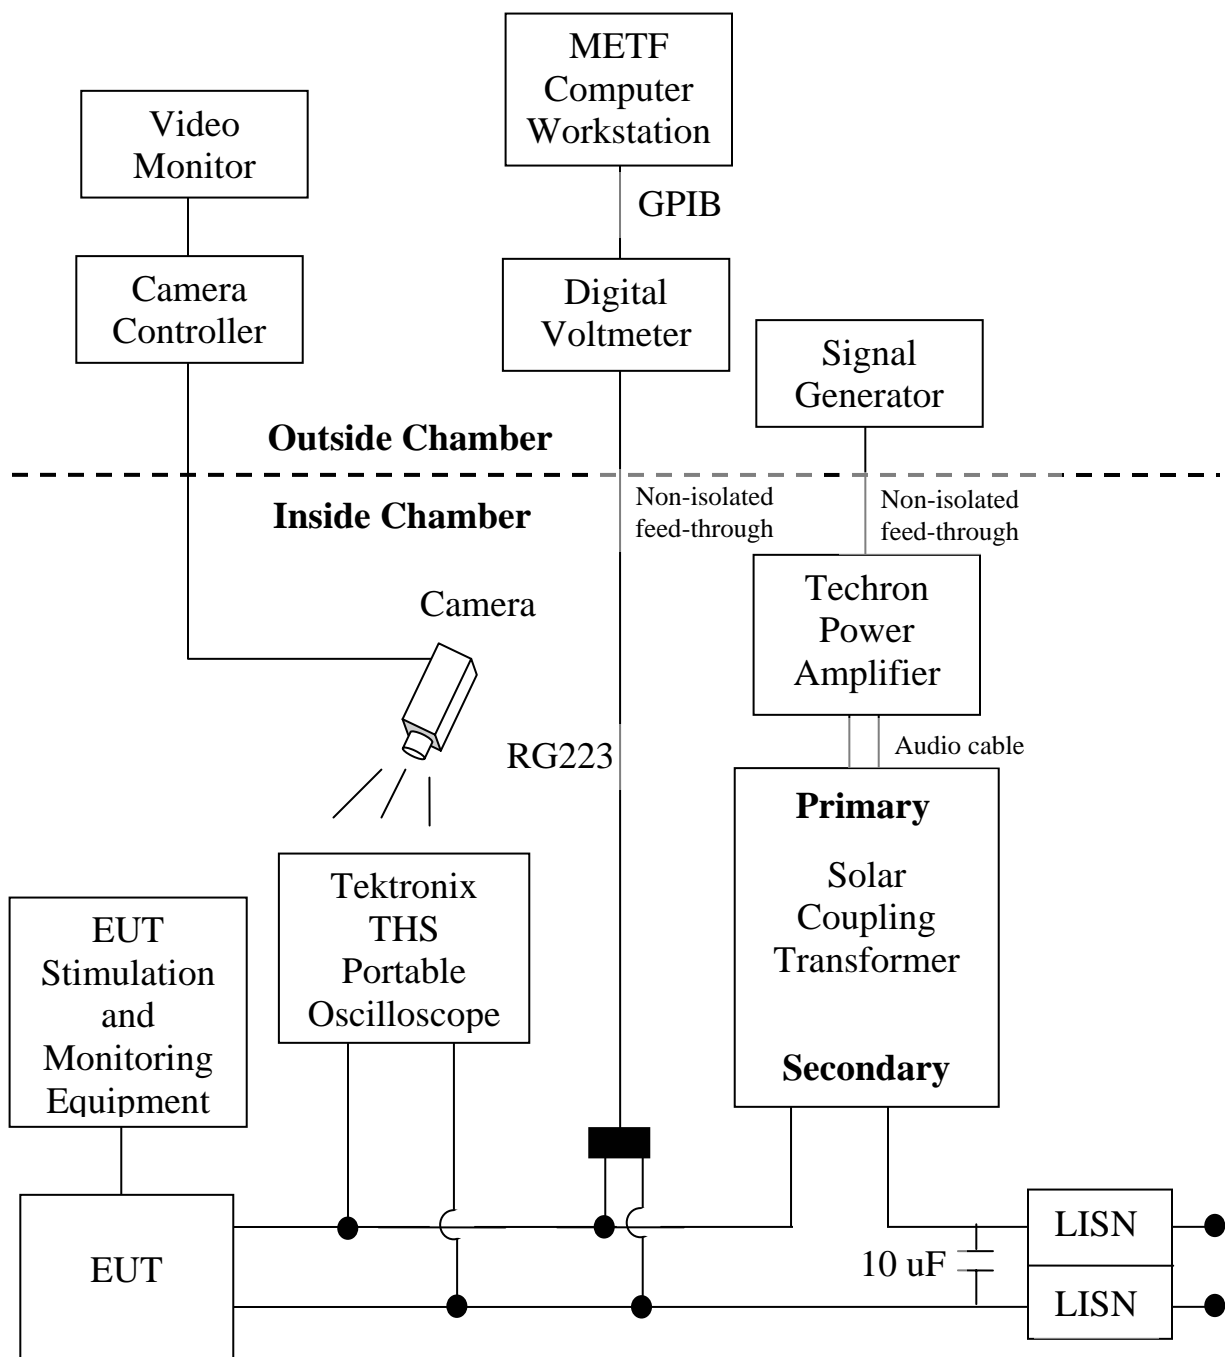 METF
Computer
Workstation
Video
Monitor
GPIB
Camera
Controller
Digital
Voltmeter
Signal
Generator
Outside Chamber
Inside Chamber
Non-isolated
feed-through
Non-isolated
feed-through
Camera
Techron
Power
Amplifier
RG223
Audio cable
Primary
Solar
Coupling
Transformer
Secondary
Tektronix
THS
Portable
Oscilloscope
EUT
Stimulation
and
Monitoring
Equipment
EUT
10 uF
LISN
LISN